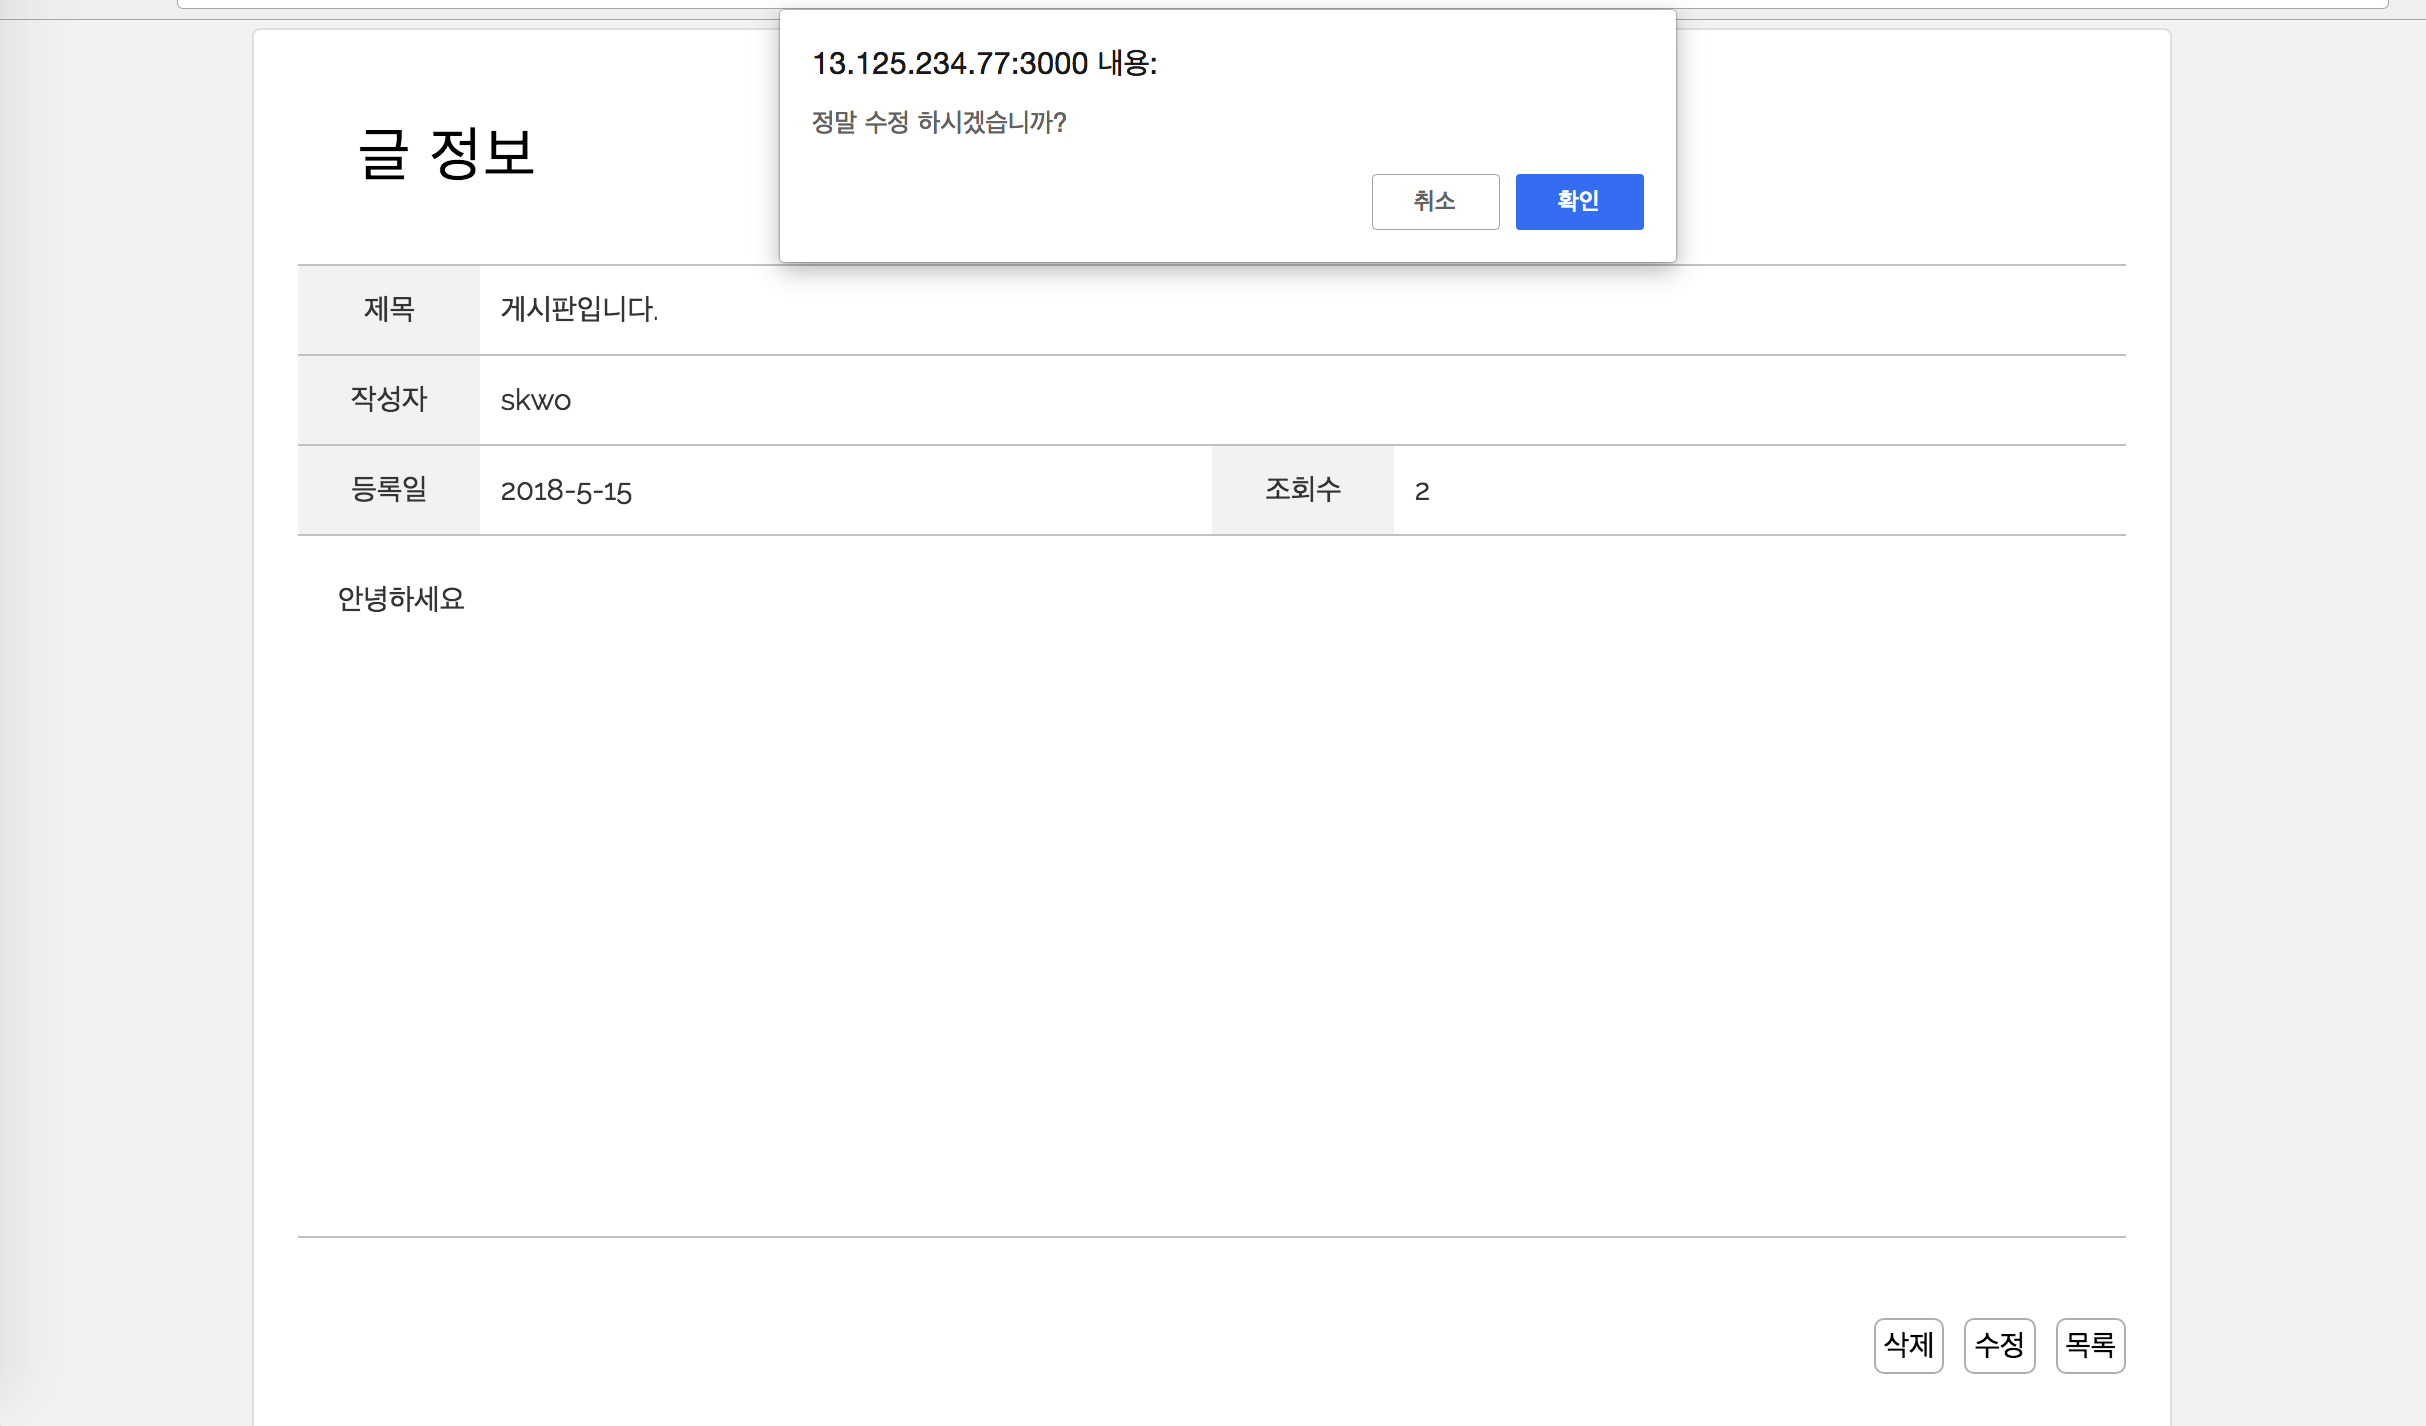 13.125.234.77:3000 내용:
정말 수정 하시겠습니까?
취소 확인
글 정보
제목 게시판입니다.
작성자 skwo
등록일 2018-5-15 조회수 2
안녕하세요
삭제 수정 목록